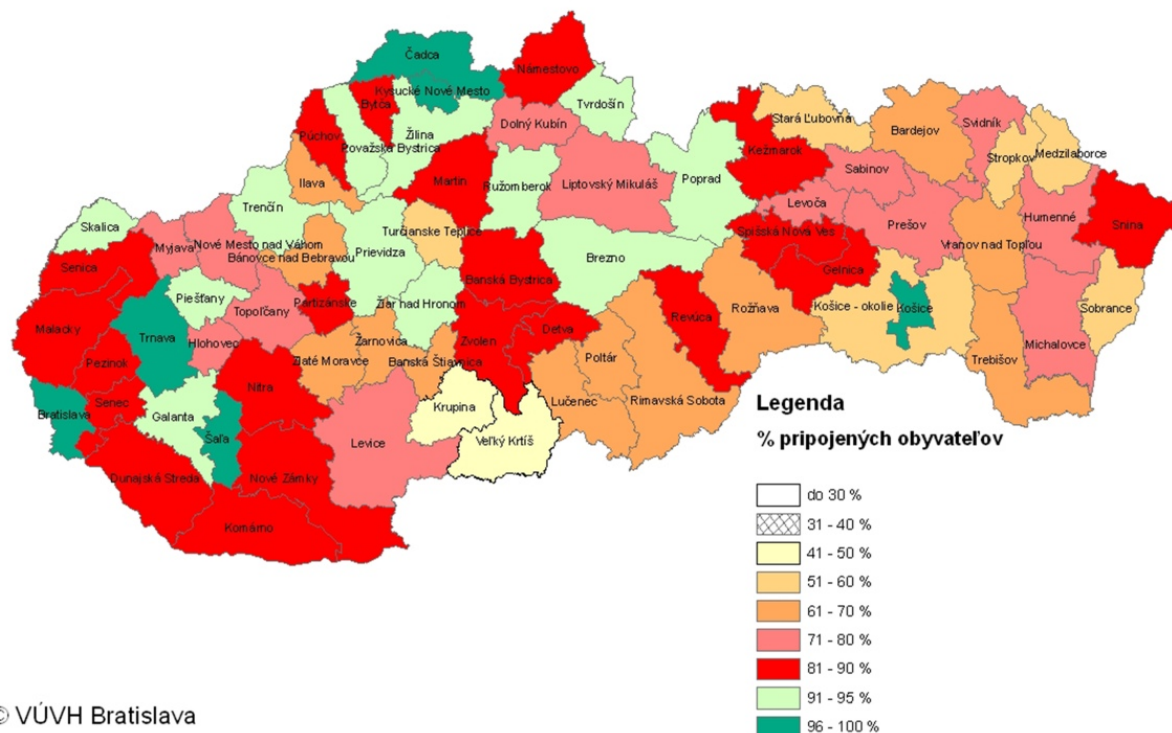 Čadca
Námestovo
Kysucké Nové Mesto
Bytča
Tvrdošín
Púchov
Žilina
Dolný Kubín
Považská Bystrica
Ilava
Martin
Ružomberok
Liptovský Mikuláš
Poprad
Kežmarok
Stará Ľubovňa
Bardejov
Svidník
Stropkov
Medzilaborce
Sabinov
Levoča
Prešov
Humenné
Snina
Skalica
Trenčín
Myjava
Nové Mesto nad Váhom
Bánovce nad Bebravou
Turčianske Teplice
Prievidza
Banská Bystrica
Brezno
Spišská Nová Ves
Gelnica
Vranov nad Topľou
Senica
Piešťany
Topoľčany
Partizánske
Žiar nad Hronom
Košice - okolie
Košice
Sobrance
Malacky
Trnava
Hlohovec
Žarnovica
Zvolen
Detva
Revúca
Rožňava
Michalovce
Pezinok
Zlaté Moravce
Banská Štiavnica
Poltár
Trebišov
Bratislava
Senec
Galanta
Nitra
Šaľa
Krupina
Lučenec
Rimavská Sobota
Levice
Veľký Krtíš
Dunajská Streda
Nové Zámky
Komárno
Legenda
% pripojených obyvateľov
do 30 %
31 - 40 %
41 - 50 %
51 - 60 %
61 - 70 %
71 - 80 %
81 - 90 %
91 - 95 %
96 - 100 %
© VÚVH Bratislava